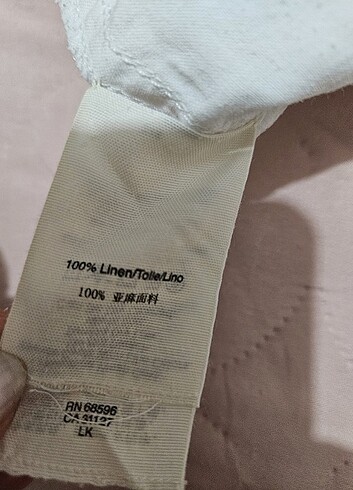 100% Linen/Toile/Lino
100% 亚麻面料
RN 68596
CA 31127
LK